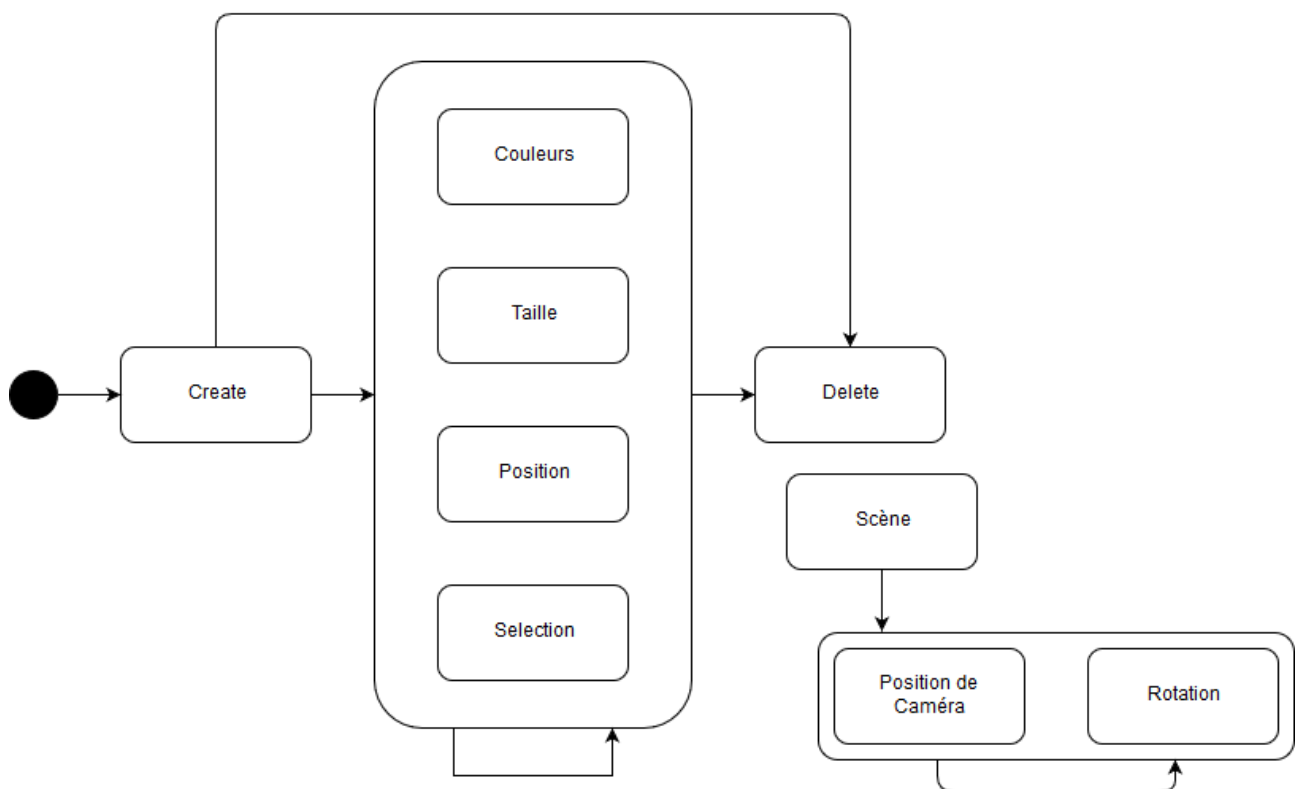 Couleurs
Taille
Create
Delete
Position
Scène
Selection
Position de
Caméra
Rotation